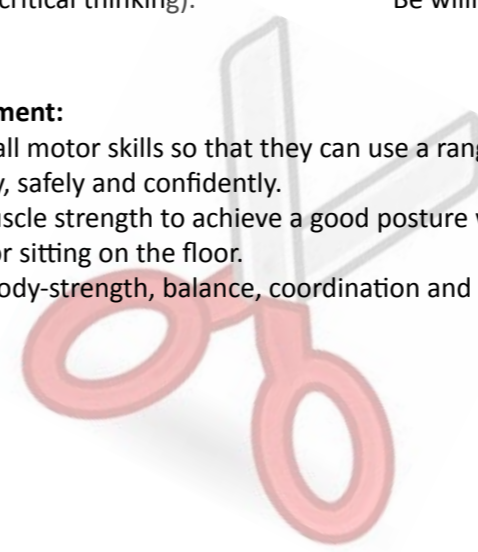 critical thinking). Be willi
ment:
all motor skills so that they can use a rang
y, safely and confidently.
uscle strength to achieve a good posture
or sitting on the floor.
ody-strength, balance, coordination and